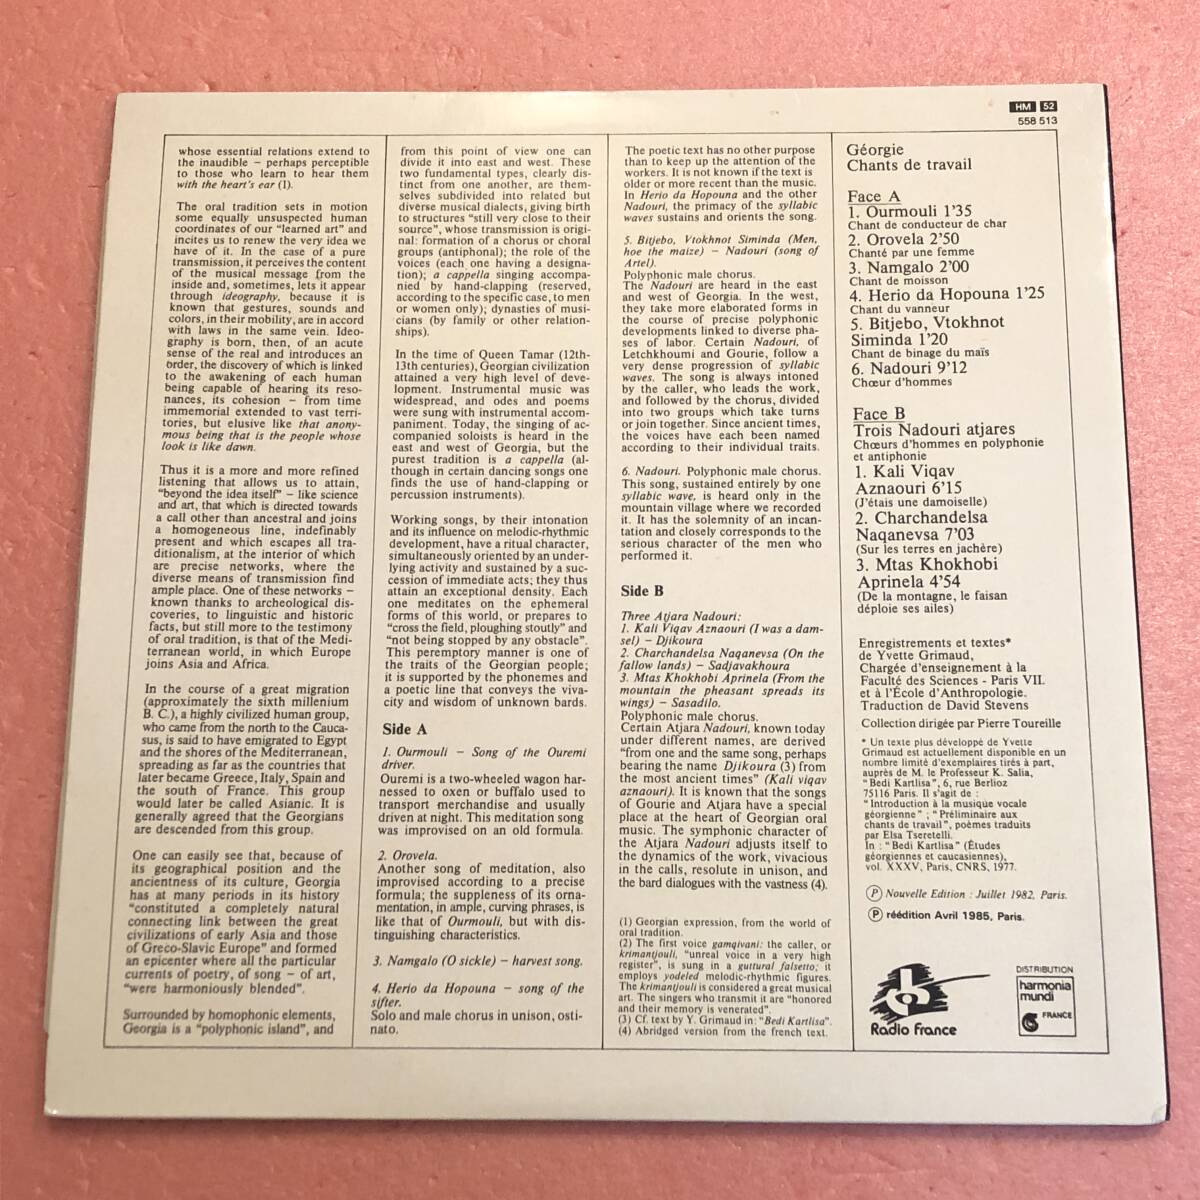 HM 52
558 513
whose essential relations extend to
the inaudible – perhaps perceptible
to those who learn to hear them
with the heart's ear (1).
The oral tradition sets in motion
some equally unsuspected human
coordinates of our "learned art" and
incites us to renew the very idea we
have of it. In the case of a pure
transmission, it perceives the content
of the musical message from the
inside and, sometimes, lets it appear
through ideography, because it is
known that gestures, sounds and
colors, in their mobility, are in accord
with laws in the same vein. Ideo-
graphy is born, then, of an acute
sense of the real and introduces an
order, the discovery of which is linked
to the awakening of each human
being capable of hearing its reso-
nances, its cohesion – from time
immemorial extended to vast terri-
tories, but elusive like that anony-
mous being that is the people whose
look is like dawn.
Thus it is a more and more refined
listening that allows us to attain,
"beyond the idea itself" – like science
and art, that which is directed towards
a call other than ancestral and joins
a homogeneous line, indefinably
present and which escapes all tra-
ditionalism, at the interior of which
are precise networks, where the
diverse means of transmission find
ample place. One of these networks –
known thanks to archeological dis-
coveries, to linguistic and historic
facts, but still more to the testimony
of oral tradition, is that of the Medi-
terranean world, in which Europe
joins Asia and Africa.
In the course of a great migration
(approximately the sixth millenium
B. C.), a highly civilized human group,
who came from the north to the Cauca-
sus, is said to have emigrated to Egypt
and the shores of the Mediterranean,
spreading as far as the countries that
later became Greece, Italy, Spain and
the south of France. This group
would later be called Asianic. It is
generally agreed that the Georgians
are descended from this group.
One can easily see that, because of
its geographical position and the
ancientness of its culture, Georgia
has at many periods in its history
"constituted a completely natural
connecting link between the great
civilizations of early Asia and those
of Greco-Slavic Europe" and formed
an epicenter where all the particular
currents of poetry, of song – of art,
"were harmoniously blended".
Surrounded by homophonic elements,
Georgia is a "polyphonic island", and
from this point of view one can
divide it into east and west. These
two fundamental types, clearly dis-
tinct from one another, are them-
selves subdivided into related but
diverse musical dialects, giving birth
to structures "still very close to their
source", whose transmission is origi-
nal: formation of a chorus or choral
groups (antiphonal); the role of the
voices (each one having a designa-
tion); a cappella singing accompa-
nied by hand-clapping (reserved,
according to the specific case, to men
or women only); dynasties of musi-
cians (by family or other relation-
ships).
In the time of Queen Tamar (12th-
13th centuries), Georgian civilization
attained a very high level of deve-
lopment. Instrumental music was
widespread, and odes and poems
were sung with instrumental accom-
paniment. Today, the singing of ac-
companied soloists is heard in the
east and west of Georgia, but the
purest tradition is a cappella (al-
though in certain dancing songs one
finds the use of hand-clapping or
percussion instruments).
Working songs, by their intonation
and its influence on melodic-rhythmic
development, have a ritual character,
simultaneously oriented by an under-
lying activity and sustained by a suc-
cession of immediate acts; they thus
attain an exceptional density. Each
one meditates on the ephemeral
forms of this world, or prepares to
"cross the field, ploughing stoutly" and
"not being stopped by any obstacle".
This peremptory manner is one of
the traits of the Georgian people;
it is supported by the phonemes and
a poetic line that conveys the viva-
city and wisdom of unknown bards.
Side A
1. Ourmouli – Song of the Ouremi
driver.
Ouremi is a two-wheeled wagon har-
nessed to oxen or buffalo used to
transport merchandise and usually
driven at night. This meditation song
was improvised on an old formula.
2. Orovela.
Another song of meditation, also
improvised according to a precise
formula; the suppleness of its orna-
mentation, in ample, curving phrases, is
like that of Ourmouli, but with dis-
tinguishing characteristics.
3. Namgalo (O sickle) – harvest song.
4. Herio da Hopouna – song of the
sifter.
Solo and male chorus in unison, osti-
nato.
The poetic text has no other purpose
than to keep up the attention of the
workers. It is not known if the text is
older or more recent than the music.
In Herio da Hopouna and the other
Nadouri, the primacy of the syllabic
waves sustains and orients the song.
5. Bitjebo, Vtokhnot Siminda (Men,
hoe the maize) – Nadouri (song of
Artel).
Polyphonic male chorus.
The Nadouri are heard in the east
and west of Georgia. In the west,
they take more elaborated forms in
the course of precise polyphonic
developments linked to diverse pha-
ses of labor. Certain Nadouri, of
Letchkhoumi and Gourie, follow a
very dense progression of syllabic
waves. The song is always intoned
by the caller, who leads the work,
and followed by the chorus, divided
into two groups which take turns
or join together. Since ancient times,
the voices have each been named
according to their individual traits.
6. Nadouri. Polyphonic male chorus.
This song, sustained entirely by one
syllabic wave, is heard only in the
mountain village where we recorded
it. It has the solemnity of an incan-
tation and closely corresponds to the
serious character of the men who
performed it.
Side B
Three Atjara Nadouri:
1. Kali Viqav Aznaouri (I was a dam-
sel) – Djikoura
2. Charchandelsa Naqanevsa (On the
fallow lands) – Sadjavakhoura
3. Mtas Khokhobi Aprinela (From the
mountain the pheasant spreads its
wings) – Sasadilo.
Polyphonic male chorus.
Certain Atjara Nadouri, known today
under different names, are derived
"from one and the same song, perhaps
bearing the name Djikoura (3) from
the most ancient times" (Kali viqav
aznaouri). It is known that the songs
of Gourie and Atjara have a special
place at the heart of Georgian oral
music. The symphonic character of
the Atjara Nadouri adjusts itself to
the dynamics of the work, vivacious
in the calls, resolute in unison, and
the bard dialogues with the vastness (4).
(1) Georgian expression, from the world of
oral tradition.
(2) The first voice gamqivani: the caller, or
krimantjouli, "unreal voice in a very high
register", is sung in a guttural falsetto; it
employs yodeled melodic-rhythmic figures.
The krimantjouli is considered a great musical
art. The singers who transmit it are "honored
and their memory is venerated".
(3) Cf. text by Y. Grimaud in: "Bedi Kartlisa".
(4) Abridged version from the french text.
Géorgie
Chants de travail
Face A
1. Ourmouli 1'35
Chant de conducteur de char
2. Orovela 2'50
Chanté par une femme
3. Namgalo 2'00
Chant de moisson
4. Herio da Hopouna 1'25
Chant du vanneur
5. Bitjebo, Vtokhnot
Siminda 1'20
Chant de binage du maïs
6. Nadouri 9'12
Chœur d'hommes
Face B
Trois Nadouri atjares
Chœurs d'hommes en polyphonie
et antiphonie
1. Kali Viqav
Aznaouri 6'15
(J'étais une damoiselle)
2. Charchandelsa
Naqanevsa 7'03
(Sur les terres en jachère)
3. Mtas Khokhobi
Aprinela 4'54
(De la montagne, le faisan
déploie ses ailes)
Enregistrements et textes*
de Yvette Grimaud,
Chargée d'enseignement à la
Faculté des Sciences - Paris VII.
et à l'École d'Anthropologie.
Traduction de David Stevens
Collection dirigée par Pierre Toureille
* Un texte plus développé de Yvette
Grimaud est actuellement disponible en un
nombre limité d'exemplaires tirés à part,
auprès de M. le Professeur K. Salia,
"Bedi Kartlisa", 6, rue Berlioz
75116 Paris. Il s'agit de :
"Introduction à la musique vocale
géorgienne" ; "Préliminaire aux
chants de travail", poèmes traduits
par Elsa Tseretelli.
In : "Bedi Kartlisa" (Études
géorgiennes et caucasiennes),
vol. XXXV, Paris, CNRS, 1977.
Ⓟ Nouvelle Edition : Juillet 1982, Paris.
Ⓟ réédition Avril 1985, Paris.
Radio France
DISTRIBUTION
harmonia
mundi
FRANCE